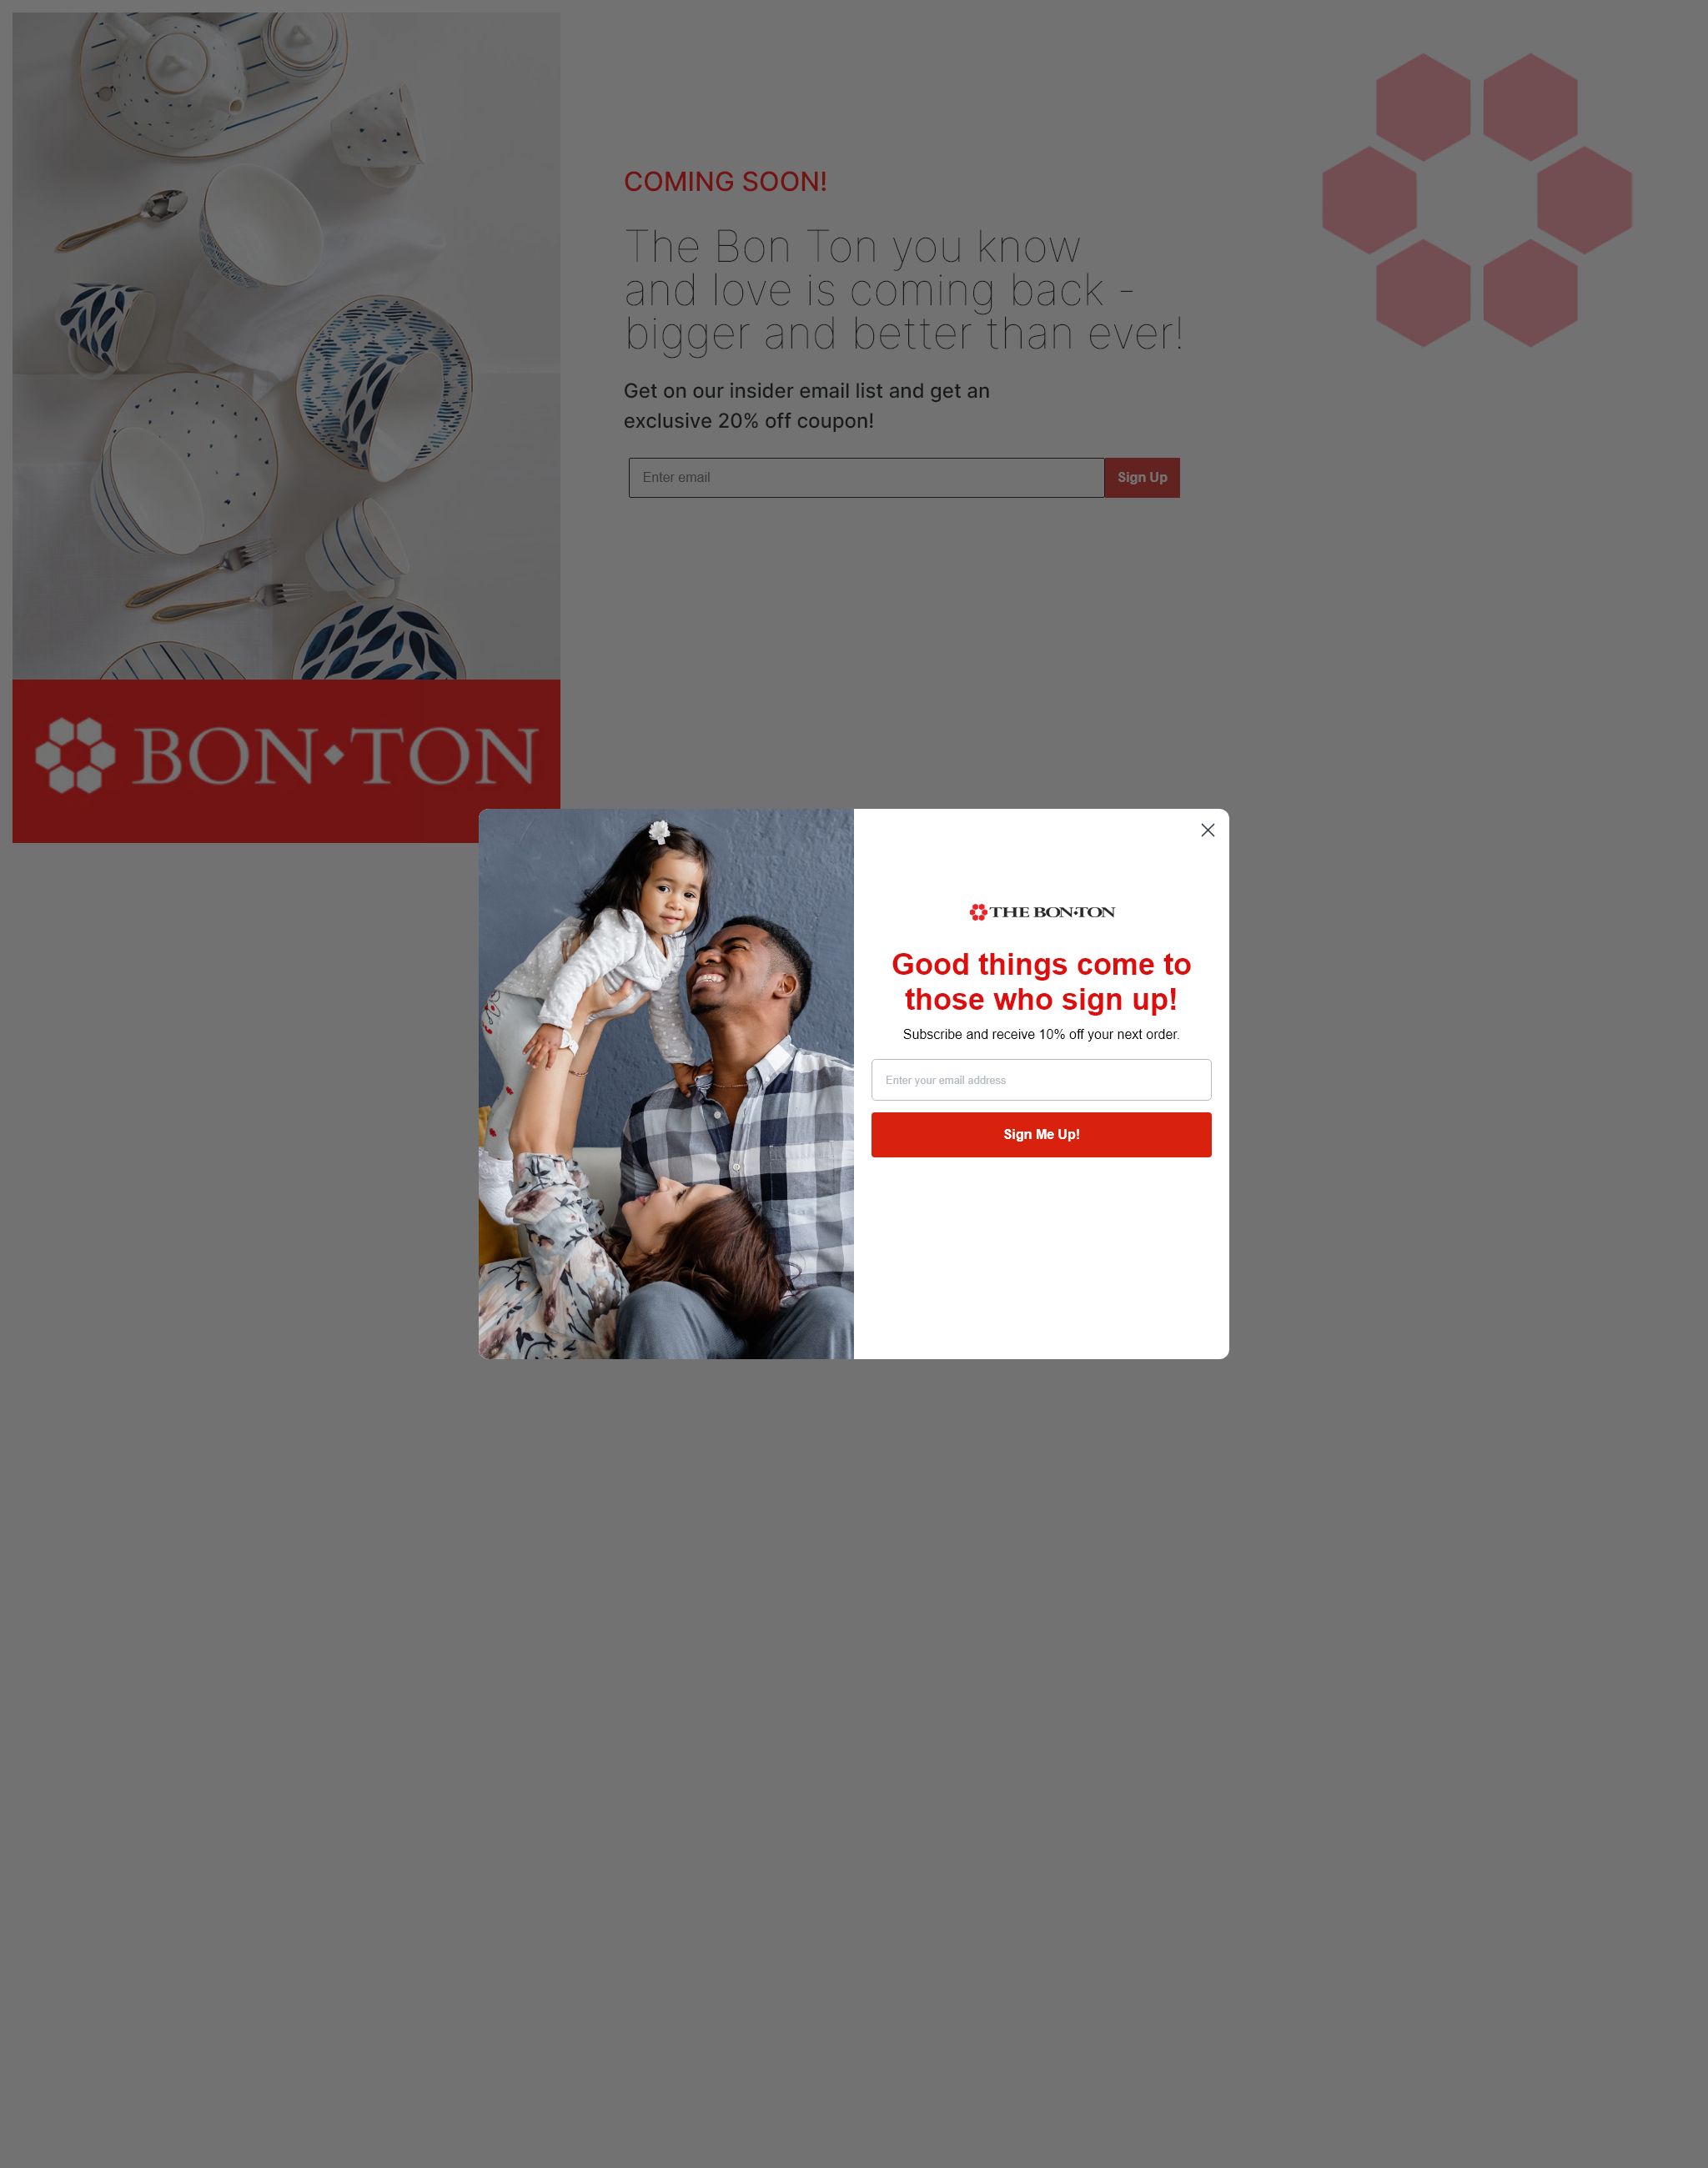 COMING SOON!
The Bon Ton you know
and love is coming back -
bigger and better than ever!
Get on our insider email list and get an
exclusive 20% off coupon!
Enter email
Sign Up
BON•TON
THE BON•TON
Good things come to
those who sign up!
Subscribe and receive 10% off your next order.
Enter your email address
Sign Me Up!